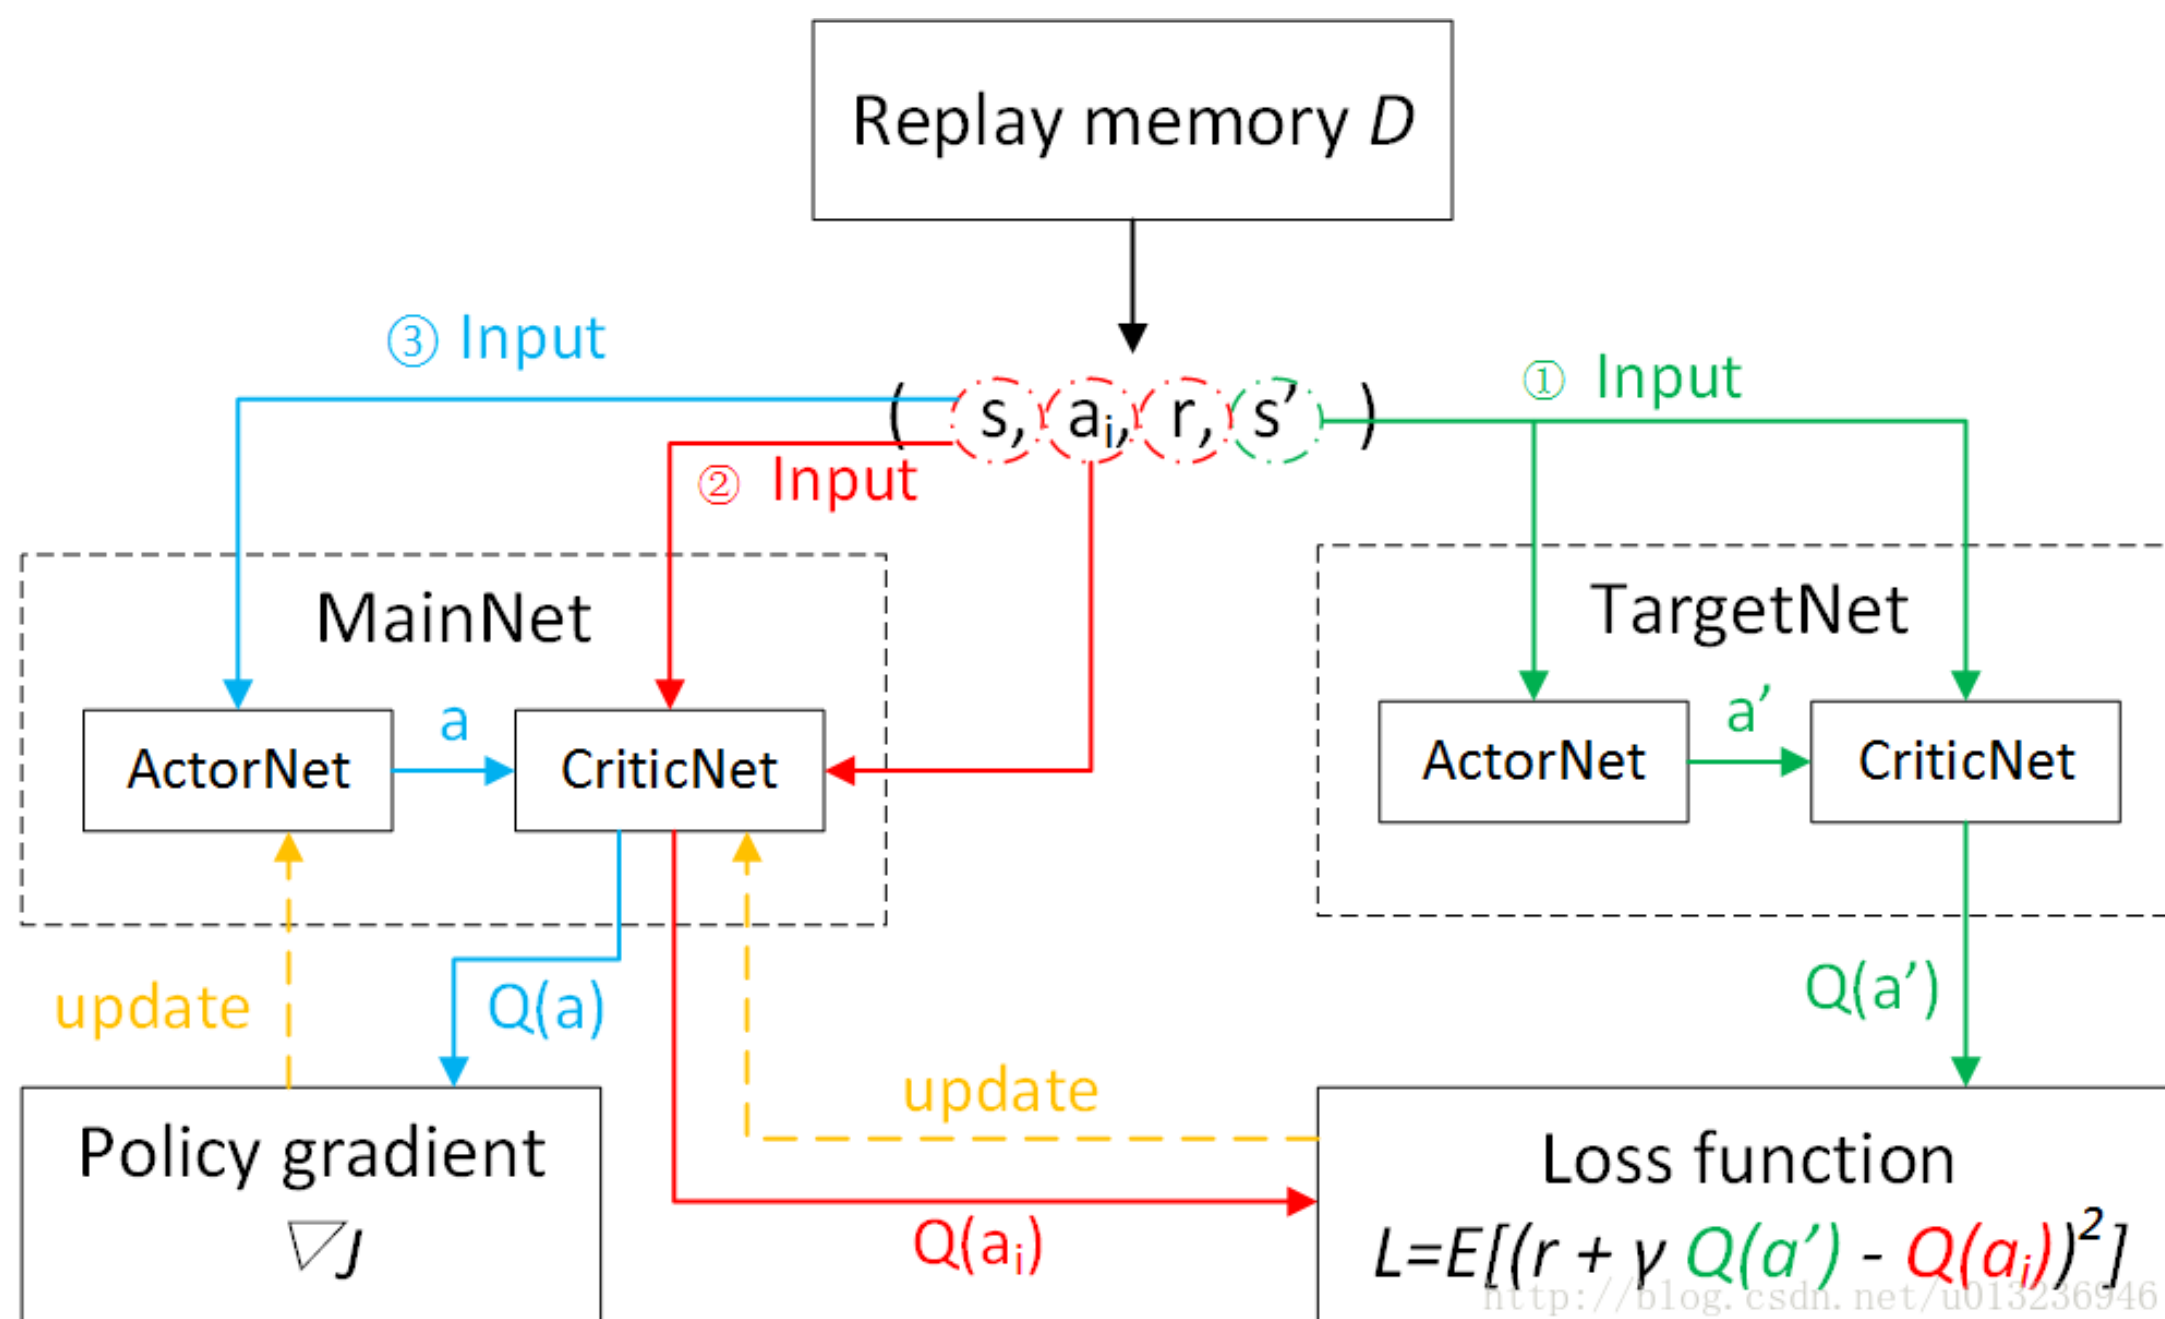 Replay memory D
③ Input
( s, aᵢ, r, s’ )
① Input
② Input
MainNet
TargetNet
ActorNet
a
CriticNet
ActorNet
a’
CriticNet
update
Q(a)
Q(a’)
update
Policy gradient
▽J
Q(aᵢ)
Loss function
L=E[(r + γ Q(a’) - Q(aᵢ))²]
http://blog.csdn.net/u013236946